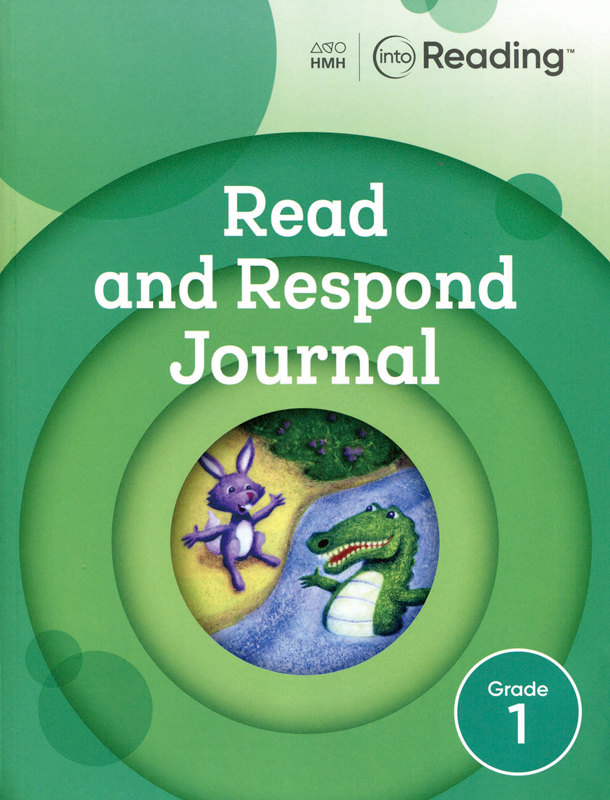 HMH
into Reading™
Read
and Respond
Journal
Grade
1